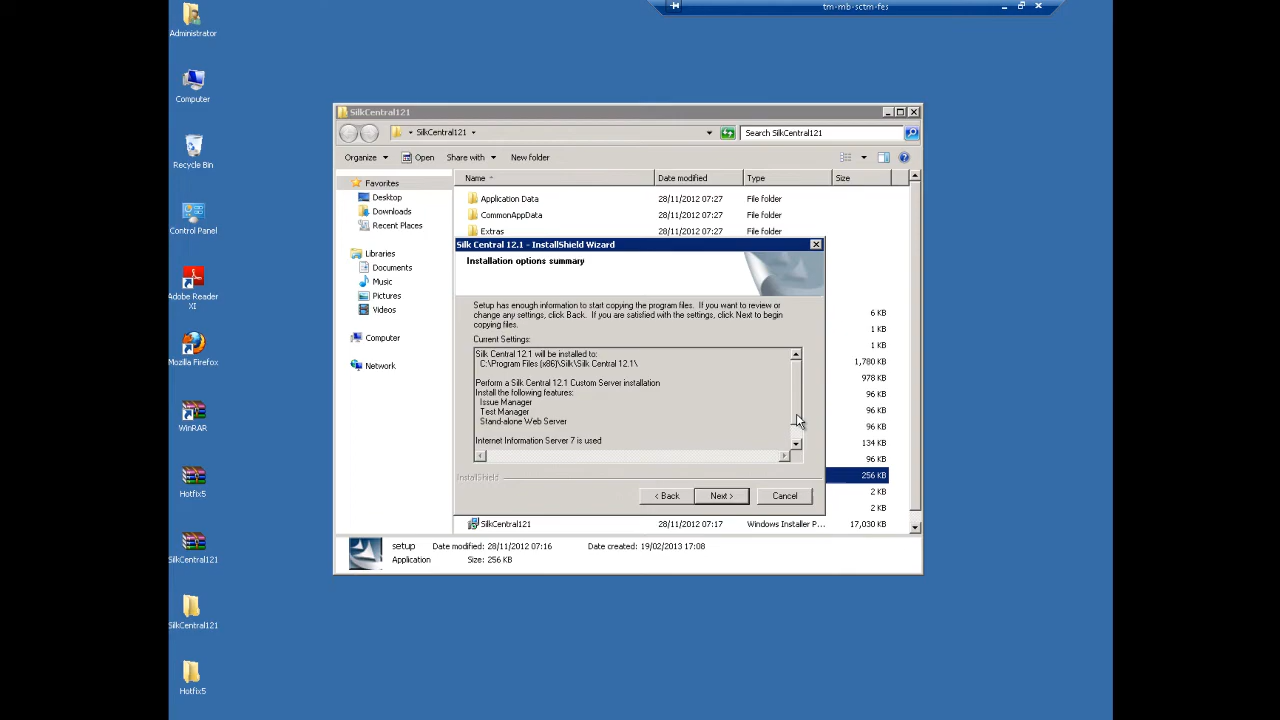 tm-mb-sctm-fes
Administrator
Computer
Recycle Bin
Control Panel
Adobe Reader
XI
Mozilla Firefox
WinRAR
Hotfix5
SilkCentral121
SilkCentral121
Hotfix5
SilkCentral121
SilkCentral121
Search SilkCentral121
Organize Open Share with New folder
Favorites
Desktop
Downloads
Recent Places
Libraries
Documents
Music
Pictures
Videos
Computer
Network
Name Date modified Type Size
Application Data 28/11/2012 07:27 File folder
CommonAppData 28/11/2012 07:27 File folder
Extras 28/11/2012 07:27 File folder
6 KB
1 KB
1 KB
1,780 KB
978 KB
96 KB
96 KB
96 KB
134 KB
96 KB
256 KB
2 KB
2 KB
SilkCentral121 28/11/2012 07:17 Windows Installer P... 17,030 KB
Silk Central 12.1 - InstallShield Wizard
Installation options summary
Setup has enough information to start copying the program files. If you want to review or
change any settings, click Back. If you are satisfied with the settings, click Next to begin
copying files.
Current Settings:
Silk Central 12.1 will be installed to:
C:\Program Files (x86)\Silk\Silk Central 12.1\
Perform a Silk Central 12.1 Custom Server installation
Install the following features:
Issue Manager
Test Manager
Stand-alone Web Server
Internet Information Server 7 is used
InstallShield
< Back Next > Cancel
setup Date modified: 28/11/2012 07:16 Date created: 19/02/2013 17:08
Application Size: 256 KB